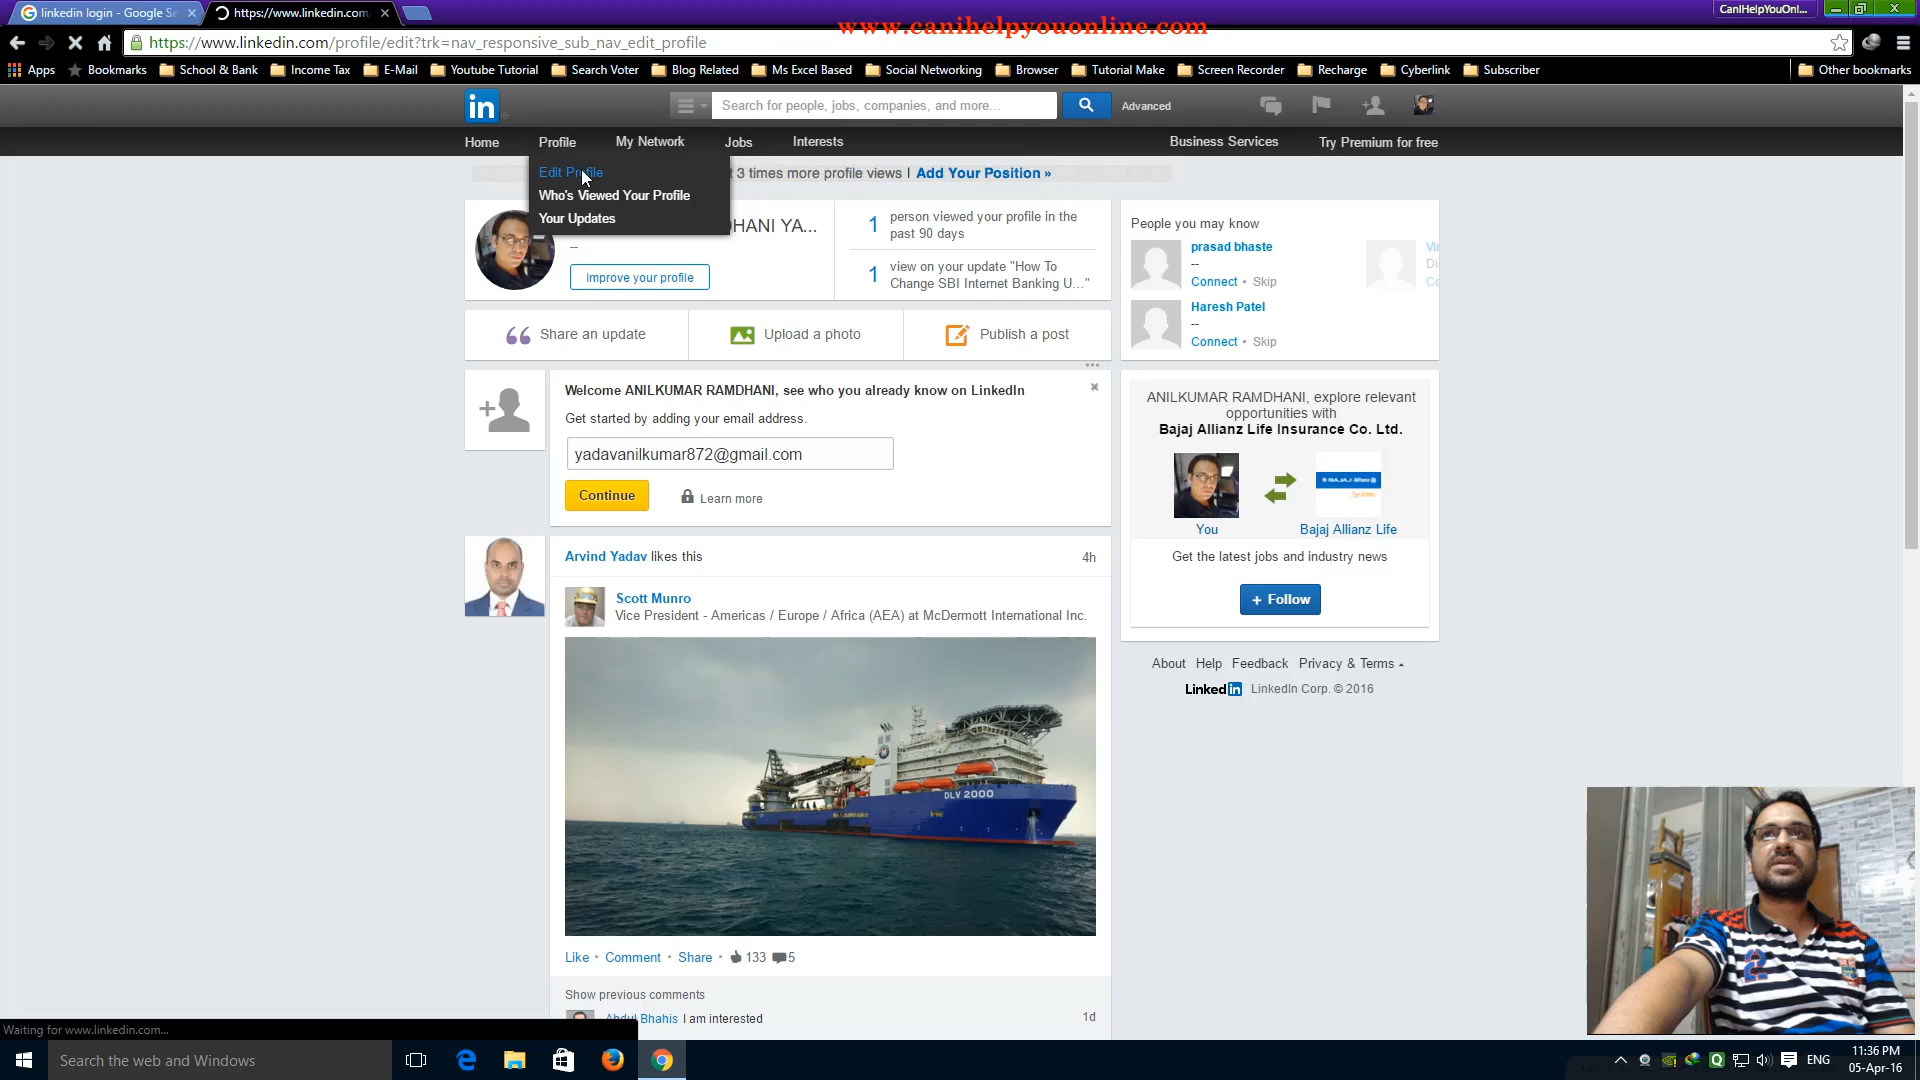 linkedin login - Google Se
https://www.linkedin.com/
CanIHelpYouOnl...
www.canihelpyouonline.com
https://www.linkedin.com/profile/edit?trk=nav_responsive_sub_nav_edit_profile
Apps Bookmarks School & Bank Income Tax E-Mail Youtube Tutorial Search Voter Blog Related Ms Excel Based Social Networking Browser Tutorial Make Screen Recorder Recharge Cyberlink Subscriber Other bookmarks
in Search for people, jobs, companies, and more... Advanced
Home Profile My Network Jobs Interests Business Services Try Premium for free
Edit Profile
Who's Viewed Your Profile
Your Updates
3 times more profile views | Add Your Position »
DHANI YA...
--
Improve your profile
1 person viewed your profile in the
past 90 days
1 view on your update "How To
Change SBI Internet Banking U..."
People you may know
prasad bhaste
--
Connect • Skip
Haresh Patel
--
Connect • Skip
Share an update Upload a photo Publish a post
Welcome ANILKUMAR RAMDHANI, see who you already know on LinkedIn
Get started by adding your email address.
yadavanilkumar872@gmail.com
Continue Learn more
ANILKUMAR RAMDHANI, explore relevant
opportunities with
Bajaj Allianz Life Insurance Co. Ltd.
BAJAJ Allianz
You Bajaj Allianz Life
Get the latest jobs and industry news
+ Follow
About Help Feedback Privacy & Terms
Linked in LinkedIn Corp. © 2016
Arvind Yadav likes this 4h
Scott Munro
Vice President - Americas / Europe / Africa (AEA) at McDermott International Inc.
DLV 2000
Like • Comment • Share • 133 5
Show previous comments
Abdul Bhahis I am interested 1d
Waiting for www.linkedin.com...
Search the web and Windows
ENG
11:36 PM
05-Apr-16